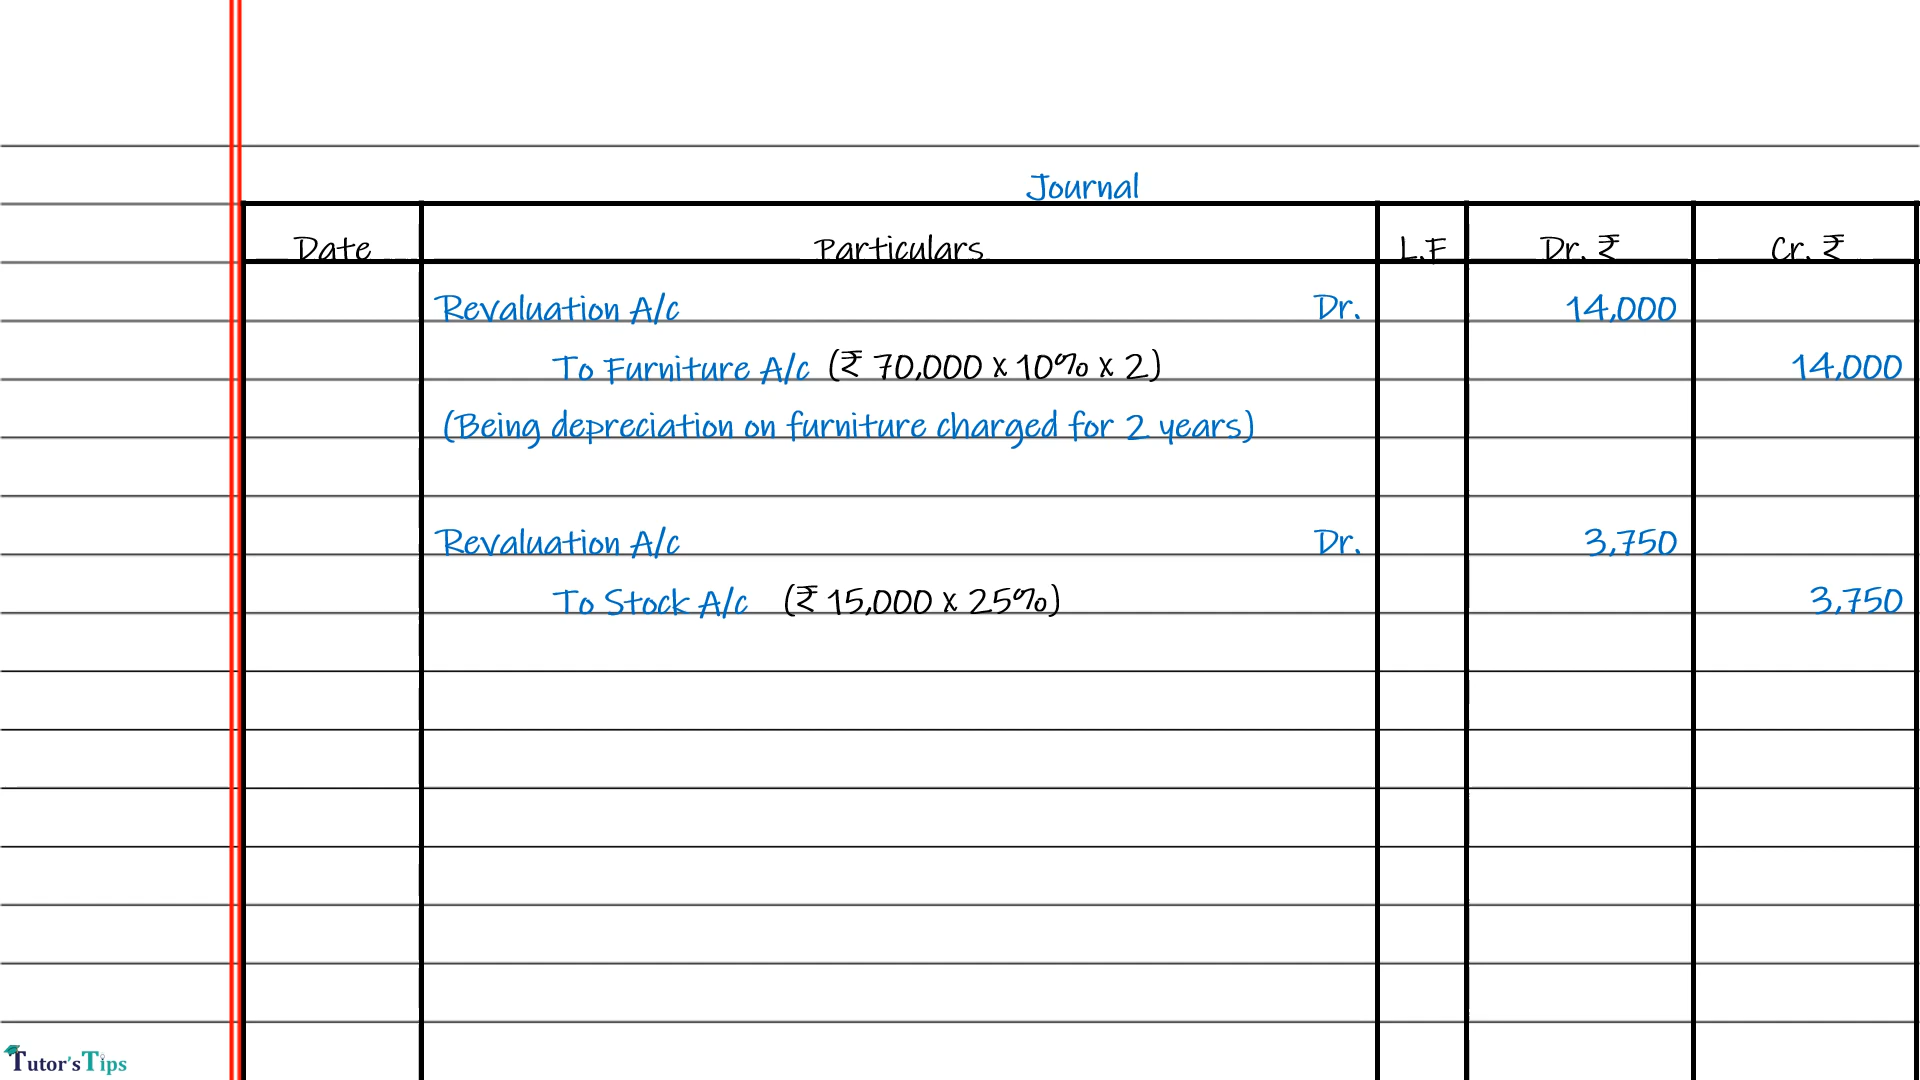 Journal
Date Particulars L.F Dr. ₹ Cr. ₹
Revaluation A/c Dr. 14,000
To Furniture A/c (₹ 70,000 x 10% x 2) 14,000
(Being depreciation on furniture charged for 2 years)
Revaluation A/c Dr. 3,750
To Stock A/c (₹ 15,000 x 25%) 3,750
Tutor'sTips